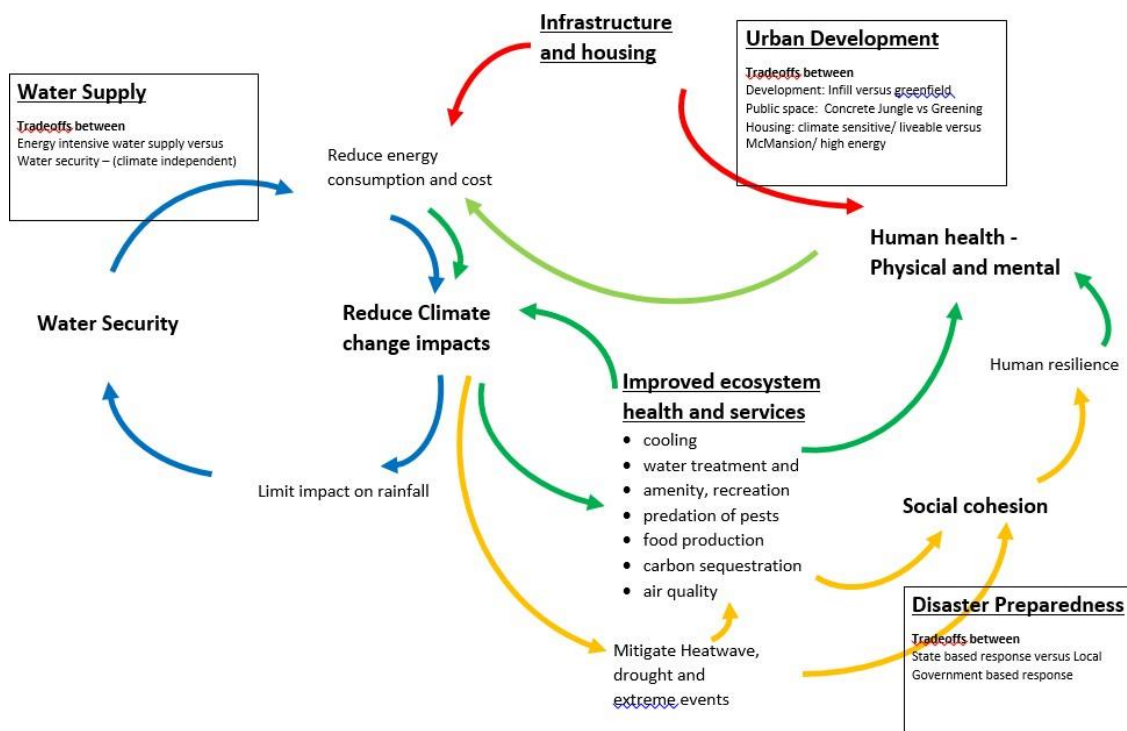 Infrastructure
and housing
Urban Development
Tradeoffs between
Development: Infill versus greenfield
Public space:  Concrete Jungle vs Greening
Housing: climate sensitive/ liveable versus
McMansion/ high energy
Water Supply
Tradeoffs between
Energy intensive water supply versus
Water security – (climate independent)
Reduce energy
consumption and cost
Human health -
Physical and mental
Water Security
Reduce Climate
change impacts
Human resilience
Improved ecosystem
health and services
• cooling
• water treatment and
• amenity, recreation
• predation of pests
• food production
• carbon sequestration
• air quality
Limit impact on rainfall
Social cohesion
Disaster Preparedness
Tradeoffs between
State based response versus Local
Government based response
Mitigate Heatwave,
drought and
extreme events